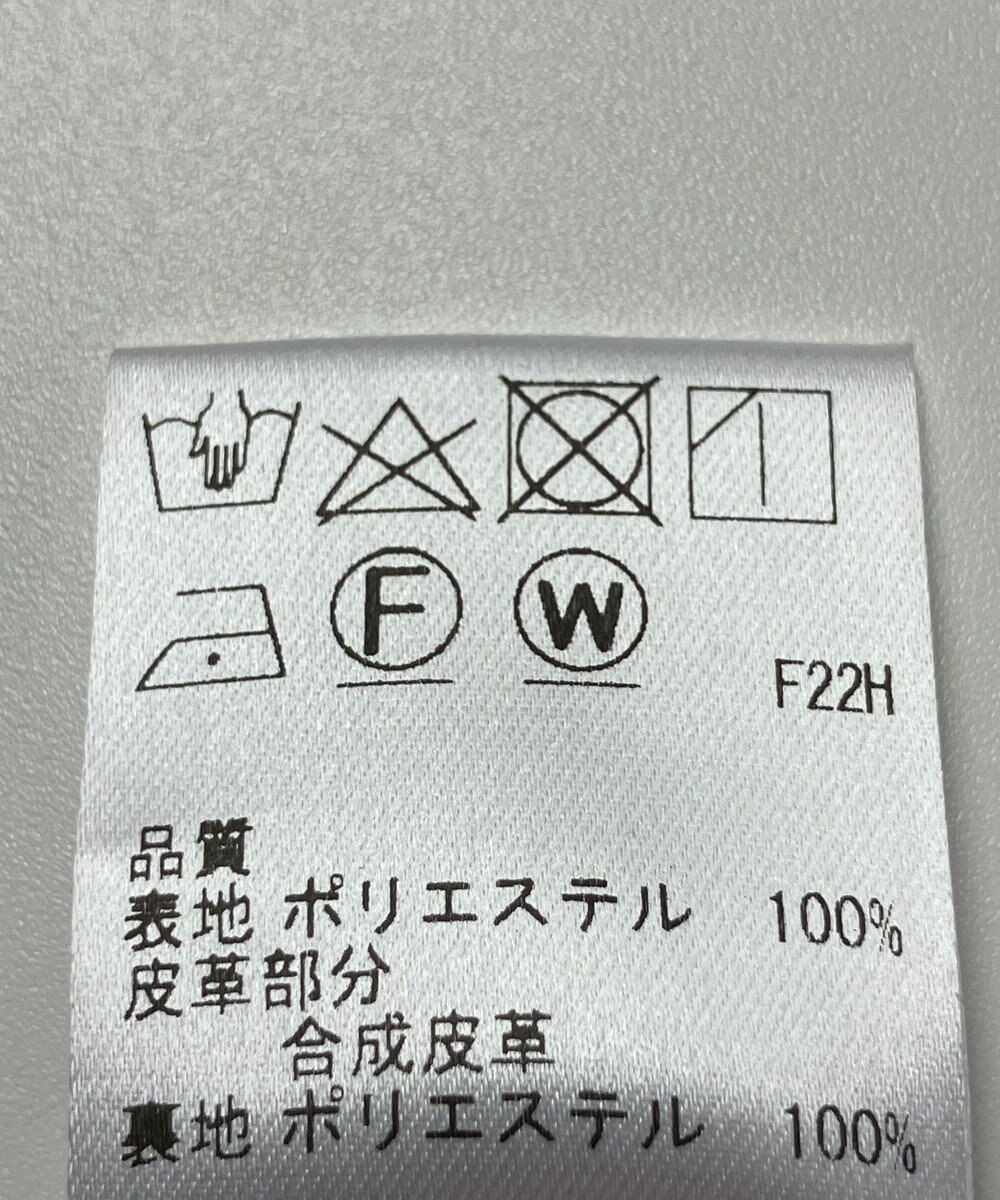 F W
F22H
品質
表地 ポリエステル 100%
皮革部分
合成皮革
裏地 ポリエステル 100%